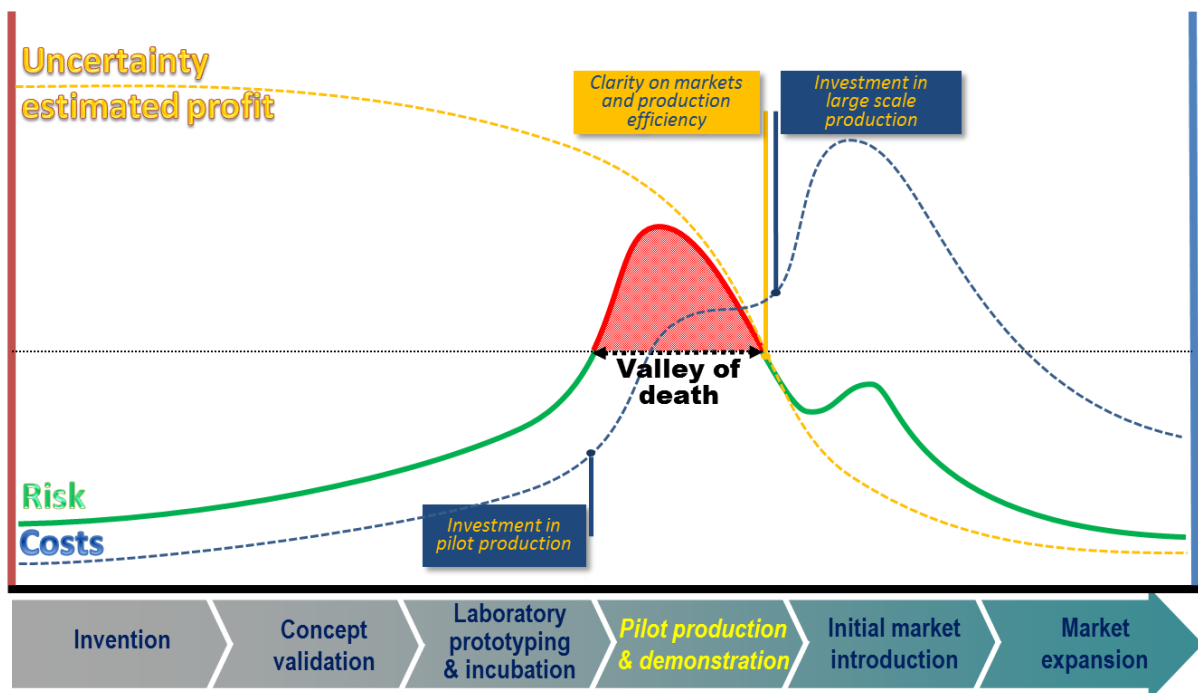 Uncertainty
estimated profit
Clarity on markets
and production
efficiency
Investment in
large scale
production
Valley of
death
Risk
Costs
Investment in
pilot production
Invention
Concept
validation
Laboratory
prototyping
& incubation
Pilot production
& demonstration
Initial market
introduction
Market
expansion